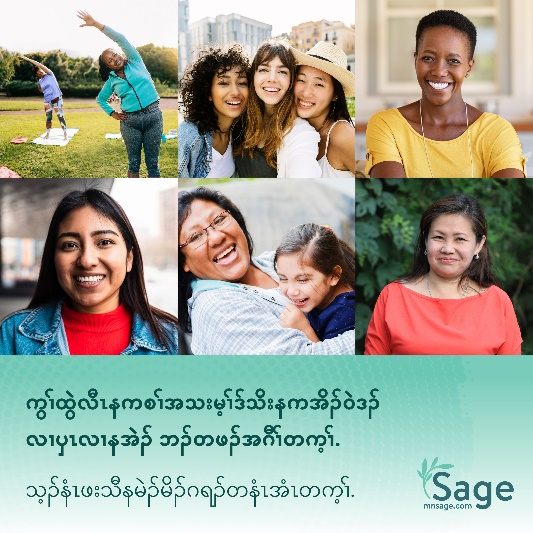 ကွၢ်ထွဲလီၤနကစၢ်အသးမ့ၢ်ဒ်သိးနကအိၣ်ဝဲဒၣ်
လၢပှၤလၢနအဲၣ် ဘၣ်တဖၣ်အဂီၢ်တက့ၢ်.
သ့ၣ်နံၤဖးသီနမဲၣ်မိၣ်ဂရၣ်တနံၤအံၤတက့ၢ်.
Sage
mnsage.com